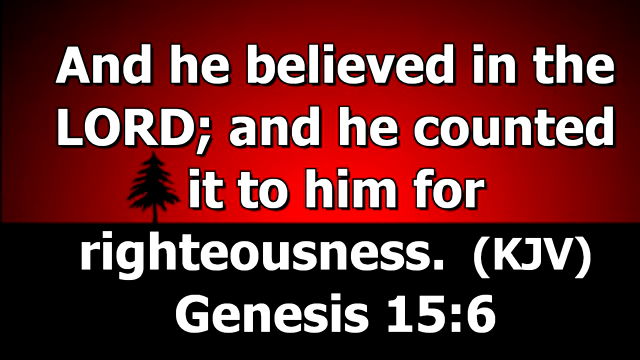 And he believed in the
LORD; and he counted
it to him for
righteousness. (KJV)
Genesis 15:6